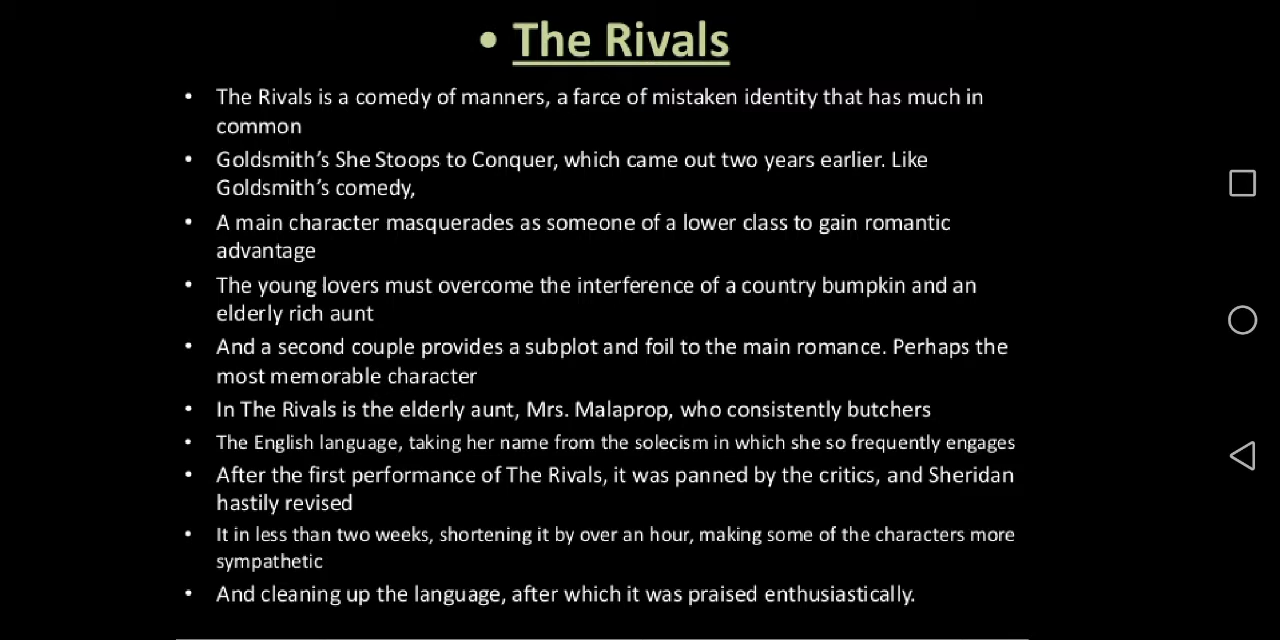 • The Rivals
• The Rivals is a comedy of manners, a farce of mistaken identity that has much in
common
• Goldsmith's She Stoops to Conquer, which came out two years earlier. Like
Goldsmith's comedy,
• A main character masquerades as someone of a lower class to gain romantic
advantage
• The young lovers must overcome the interference of a country bumpkin and an
elderly rich aunt
• And a second couple provides a subplot and foil to the main romance. Perhaps the
most memorable character
• In The Rivals is the elderly aunt, Mrs. Malaprop, who consistently butchers
• The English language, taking her name from the solecism in which she so frequently engages
• After the first performance of The Rivals, it was panned by the critics, and Sheridan
hastily revised
• It in less than two weeks, shortening it by over an hour, making some of the characters more
sympathetic
• And cleaning up the language, after which it was praised enthusiastically.